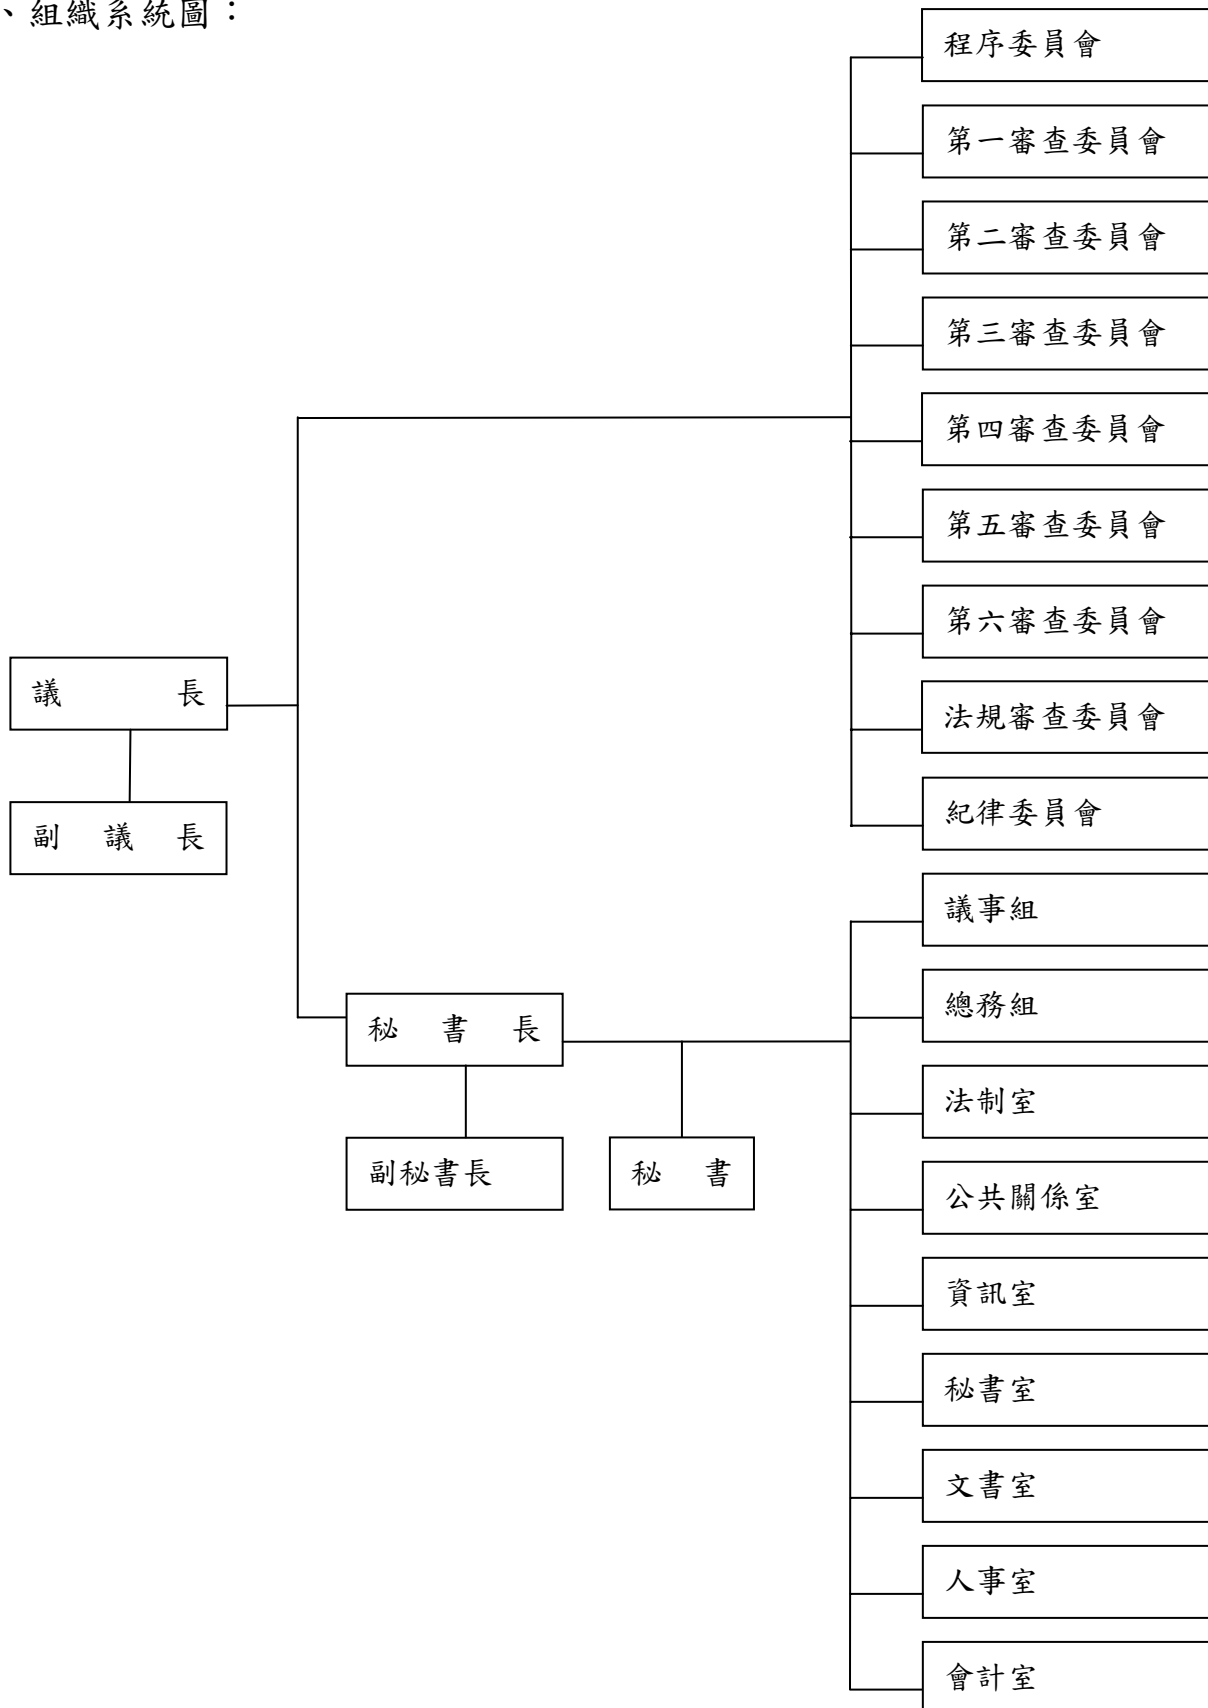 、組織系統圖：
程序委員會
第一審查委員會
第二審查委員會
第三審查委員會
第四審查委員會
第五審查委員會
第六審查委員會
法規審查委員會
紀律委員會
議 長
副 議 長
秘 書 長
副秘書長
秘 書
議事組
總務組
法制室
公共關係室
資訊室
秘書室
文書室
人事室
會計室